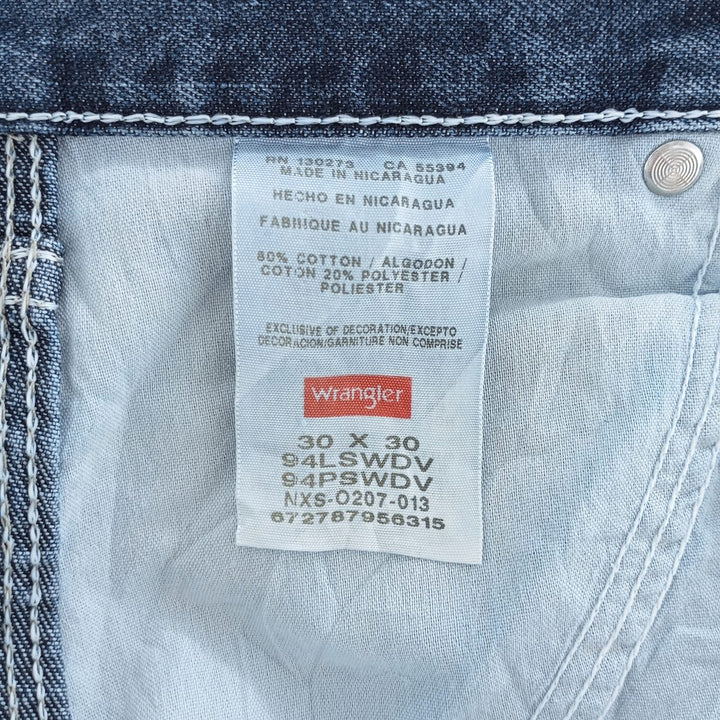 RN 130273 CA 55394
MADE IN NICARAGUA
HECHO EN NICARAGUA
FABRIQUE AU NICARAGUA
80% COTTON / ALGODON /
COTON 20% POLYESTER /
POLIESTER
EXCLUSIVE OF DECORATION/EXCEPTO
DECORACION/GARNITURE NON COMPRISE
Wrangler
30 X 30
94LSWDV
94PSWDV
NXS-0207-013
672787956315